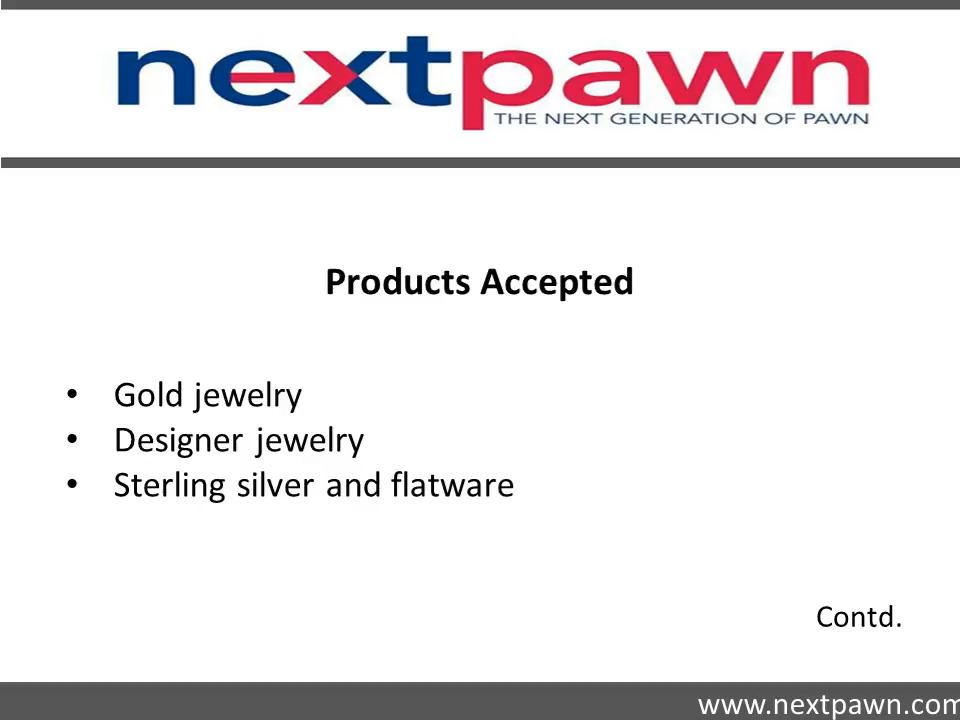 nextpawn
THE NEXT GENERATION OF PAWN
Products Accepted
• Gold jewelry
• Designer jewelry
• Sterling silver and flatware
Contd.
www.nextpawn.com